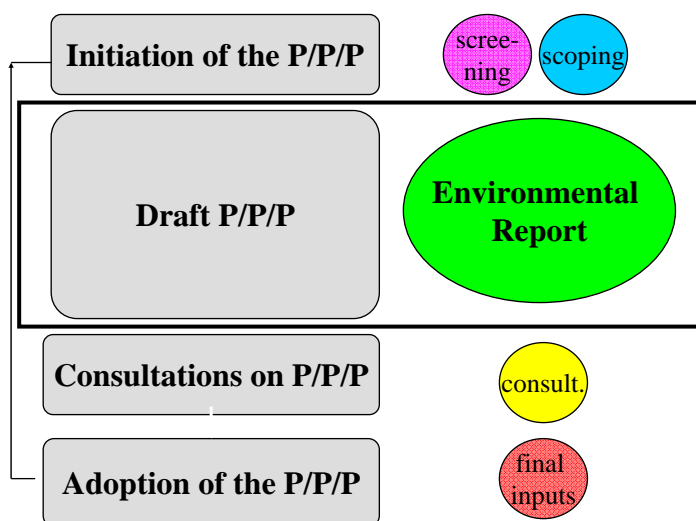 Initiation of the P/P/P
scree-
ning
scoping
Draft P/P/P
Environmental
Report
Consultations on P/P/P
consult.
Adoption of the P/P/P
final
inputs